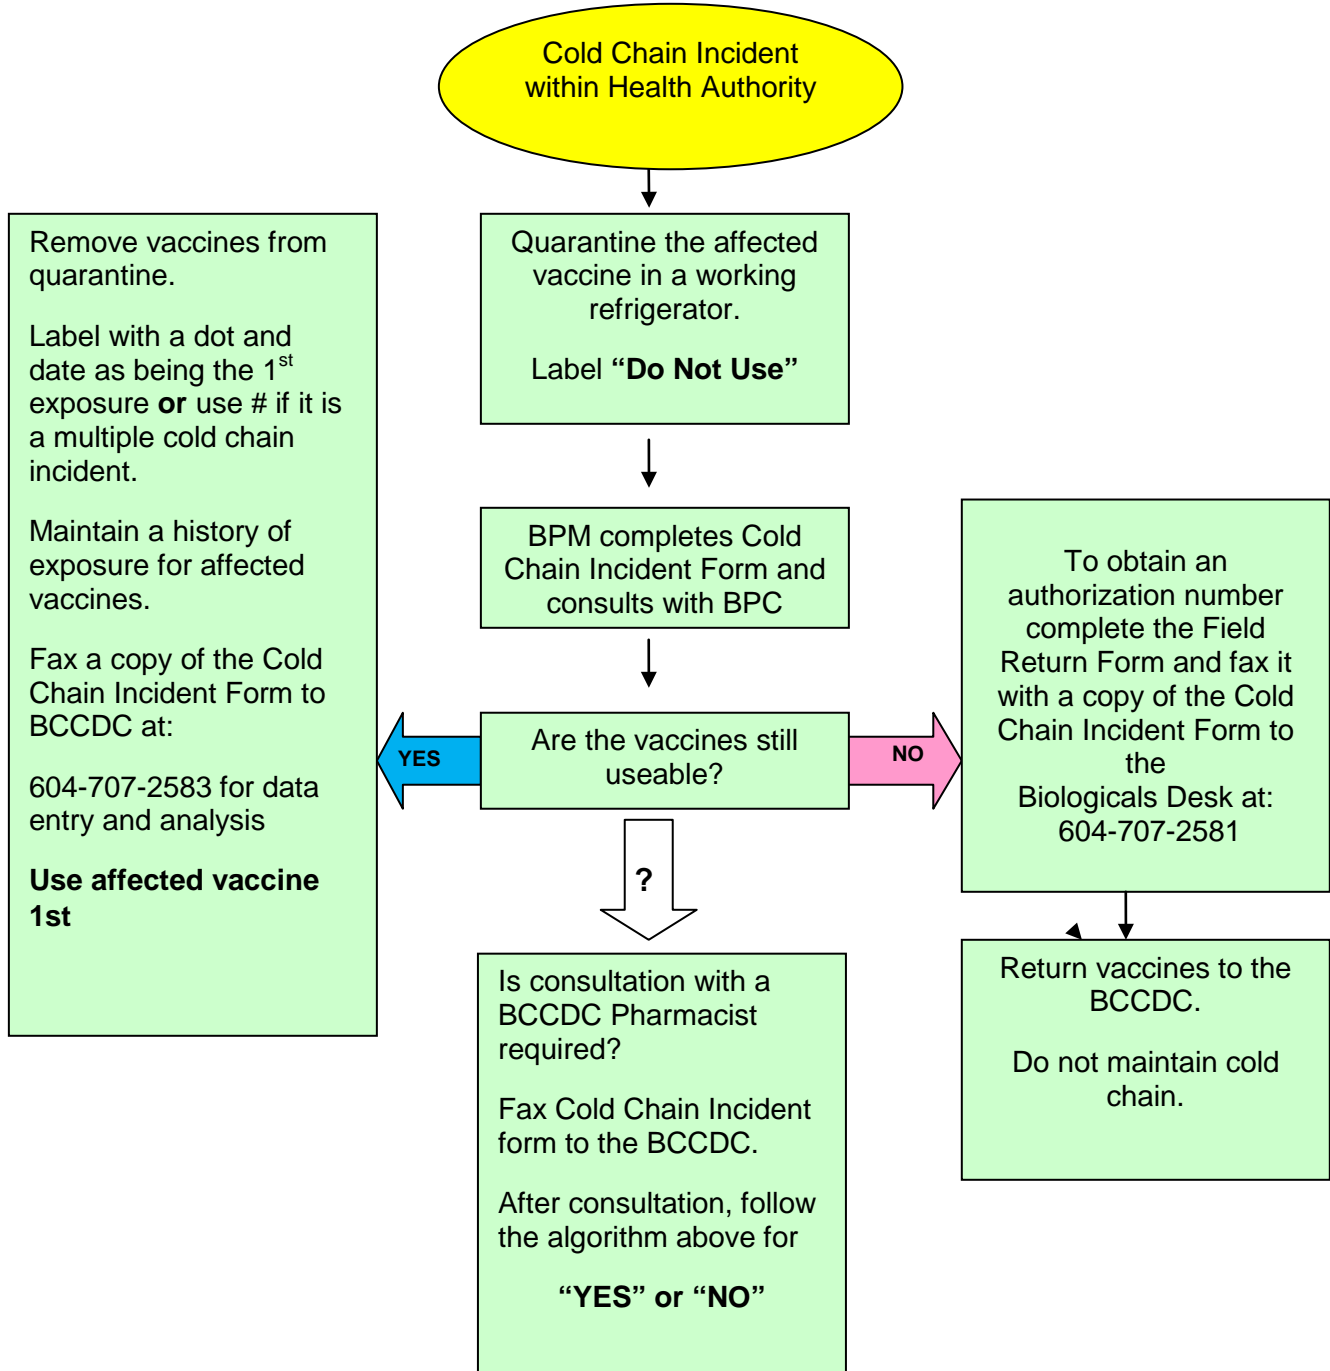 Cold Chain Incident
within Health Authority
Quarantine the affected
vaccine in a working
refrigerator.
Label “Do Not Use”
BPM completes Cold
Chain Incident Form and
consults with BPC
Are the vaccines still
useable?
YES
Remove vaccines from
quarantine.
Label with a dot and
date as being the 1st
exposure or use # if it is
a multiple cold chain
incident.
Maintain a history of
exposure for affected
vaccines.
Fax a copy of the Cold
Chain Incident Form to
BCCDC at:
604-707-2583 for data
entry and analysis
Use affected vaccine
1st
NO
To obtain an
authorization number
complete the Field
Return Form and fax it
with a copy of the Cold
Chain Incident Form to
the
Biologicals Desk at:
604-707-2581
Return vaccines to the
BCCDC.
Do not maintain cold
chain.
?
Is consultation with a
BCCDC Pharmacist
required?
Fax Cold Chain Incident
form to the BCCDC.
After consultation, follow
the algorithm above for
“YES” or “NO”